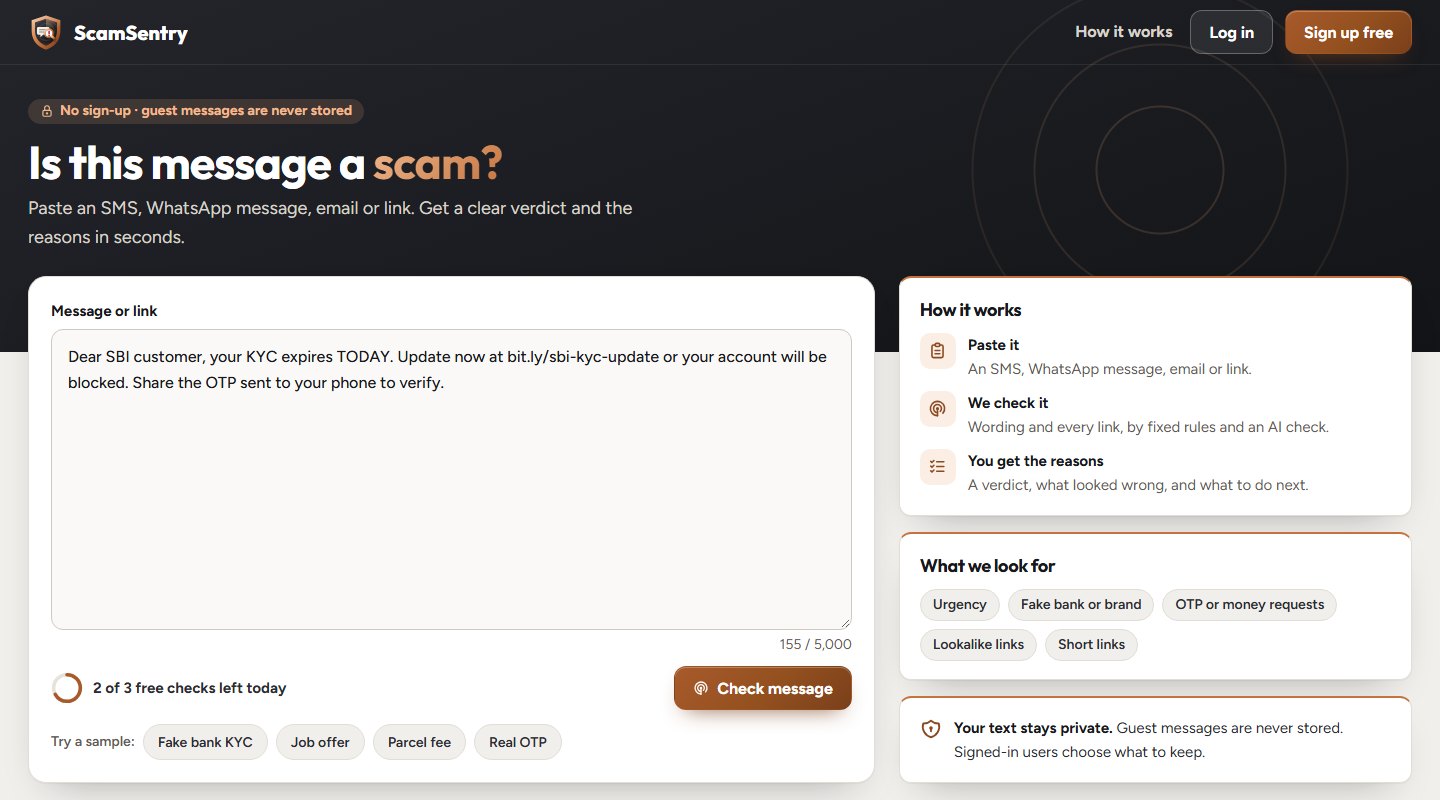 ScamSentry
How it works
Log in
Sign up free
No sign-up · guest messages are never stored
Is this message a scam?
Paste an SMS, WhatsApp message, email or link. Get a clear verdict and the
reasons in seconds.
Message or link
Dear SBI customer, your KYC expires TODAY. Update now at bit.ly/sbi-kyc-update or your account will be
blocked. Share the OTP sent to your phone to verify.
155 / 5,000
2 of 3 free checks left today
Check message
Try a sample:
Fake bank KYC
Job offer
Parcel fee
Real OTP
How it works
Paste it
An SMS, WhatsApp message, email or link.
We check it
Wording and every link, by fixed rules and an AI check.
You get the reasons
A verdict, what looked wrong, and what to do next.
What we look for
Urgency
Fake bank or brand
OTP or money requests
Lookalike links
Short links
Your text stays private. Guest messages are never stored.
Signed-in users choose what to keep.